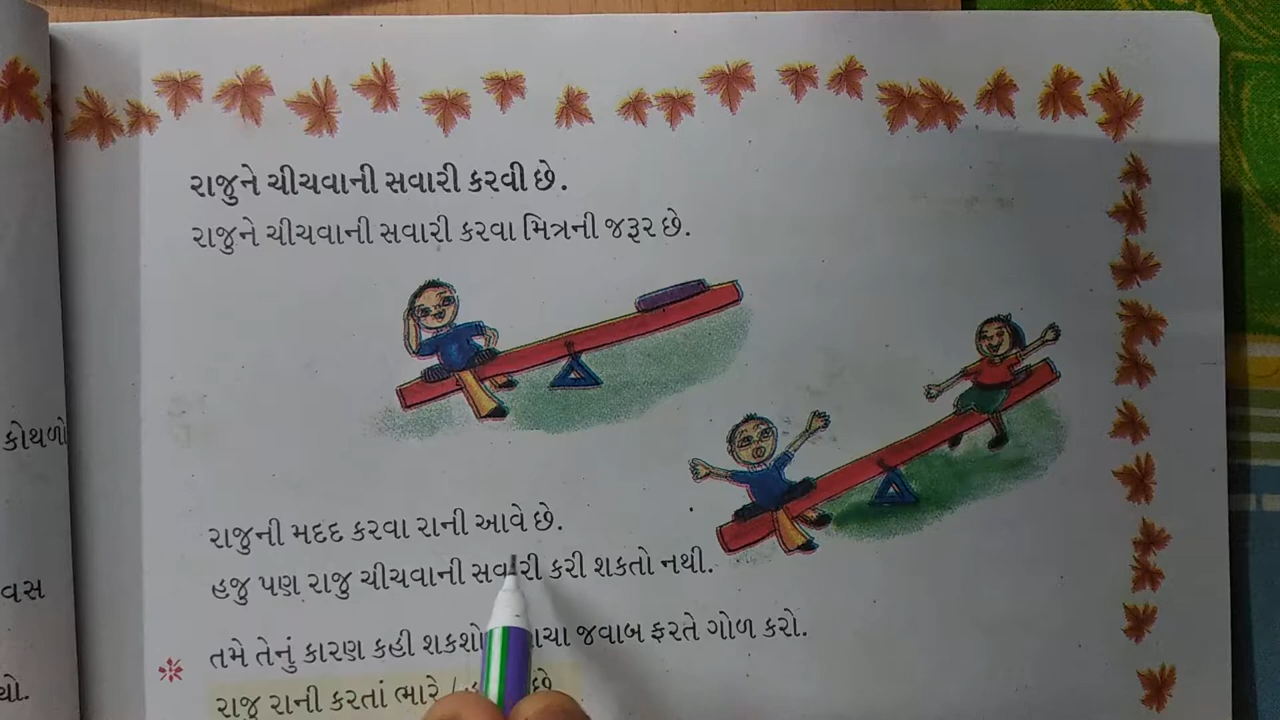 રાજુને ચીચવાની સવારી કરવી છે.
રાજુને ચીચવાની સવારી કરવા મિત્રની જરૂર છે.
કોથળો
રાજુની મદદ કરવા રાની આવે છે.
હજુ પણ રાજુ ચીચવાની સવારી કરી શકતો નથી.
વસ
તમે તેનું કારણ કહી શકશો જવાબ ફરતે ગોળ કરો.
યો.
રાજુ રાની કરતાં ભારે / છે